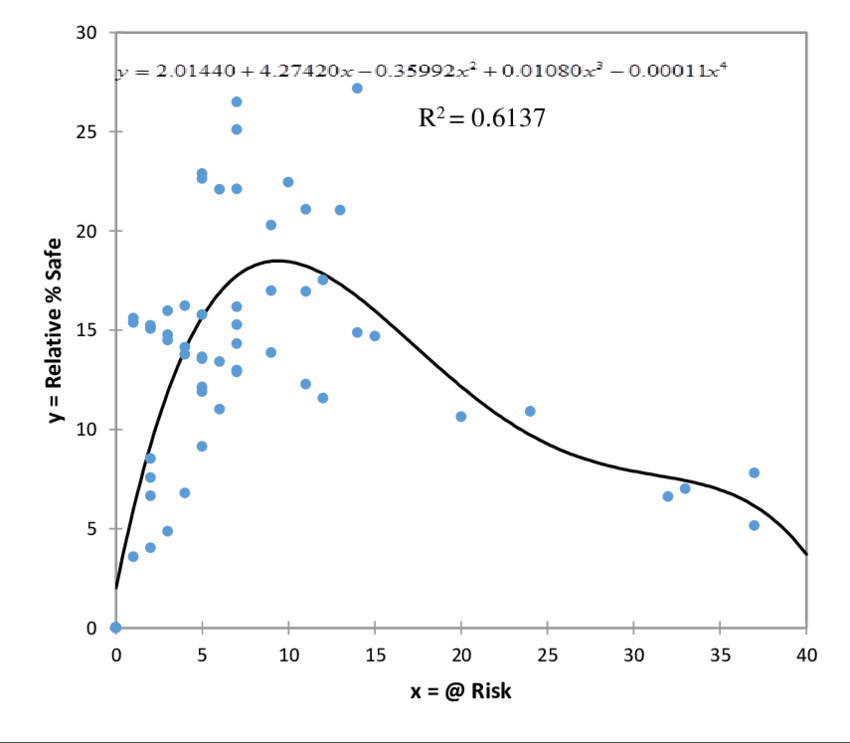 30
y = 2.01440 + 4.27420x − 0.35992x² + 0.01080x³ − 0.00011x⁴
R² = 0.6137
25
20
15
10
5
0
y = Relative % Safe
0 5 10 15 20 25 30 35 40
x = @ Risk